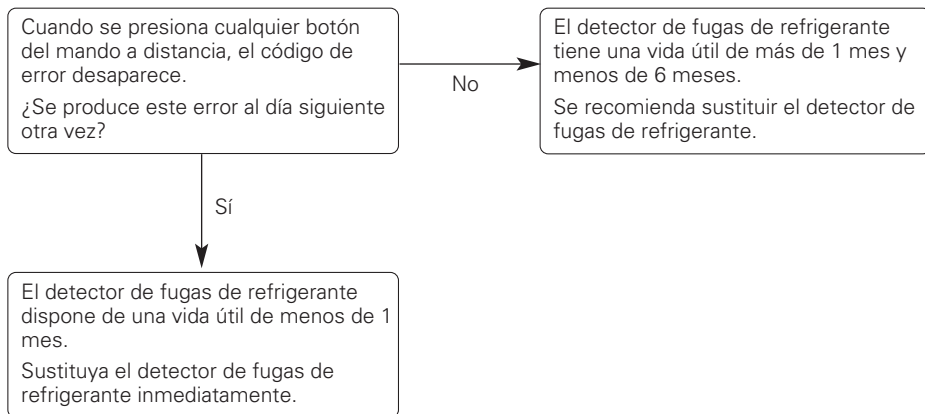 Cuando se presiona cualquier botón
del mando a distancia, el código de
error desaparece.
¿Se produce este error al día siguiente
otra vez?
No
El detector de fugas de refrigerante
tiene una vida útil de más de 1 mes y
menos de 6 meses.
Se recomienda sustituir el detector de
fugas de refrigerante.
Sí
El detector de fugas de refrigerante
dispone de una vida útil de menos de 1
mes.
Sustituya el detector de fugas de
refrigerante inmediatamente.